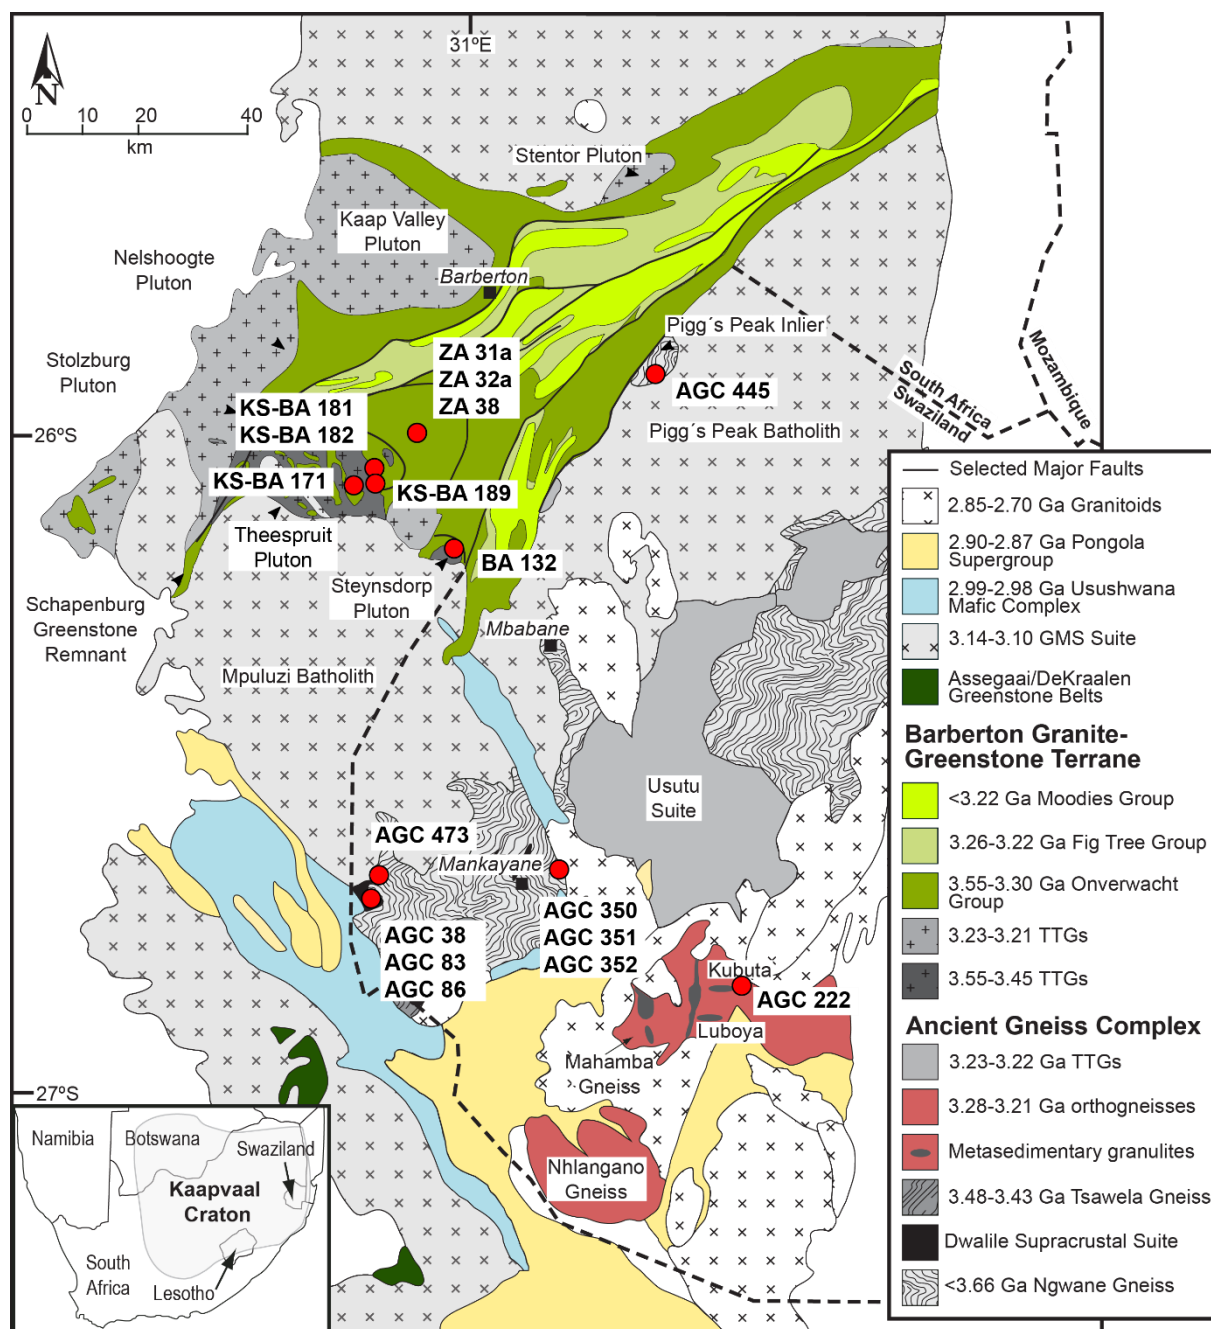 31ºE
N
0 10 20 40
km
Stentor Pluton
Kaap Valley
Pluton
Nelshoogte
Pluton
Barberton
Pigg´s Peak Inlier
Stolzburg
Pluton
ZA 31a
ZA 32a
ZA 38
AGC 445
South Africa
Swaziland
Mozambique
KS-BA 181
KS-BA 182
26ºS
Pigg´s Peak Batholith
KS-BA 171
KS-BA 189
Theespruit
Pluton
BA 132
Steynsdorp
Pluton
Schapenburg
Greenstone
Remnant
Mbabane
Mpuluzi Batholith
Usutu
Suite
AGC 473
Mankayane
AGC 38
AGC 83
AGC 86
AGC 350
AGC 351
AGC 352
Kubuta
AGC 222
Luboya
Mahamba
Gneiss
27ºS
Nhlangano
Gneiss
Namibia
Botswana
Swaziland
Kaapvaal
Craton
South
Africa
Lesotho
Selected Major Faults
2.85-2.70 Ga Granitoids
2.90-2.87 Ga Pongola
Supergroup
2.99-2.98 Ga Usushwana
Mafic Complex
3.14-3.10 GMS Suite
Assegaai/DeKraalen
Greenstone Belts
Barberton Granite-
Greenstone Terrane
<3.22 Ga Moodies Group
3.26-3.22 Ga Fig Tree Group
3.55-3.30 Ga Onverwacht
Group
3.23-3.21 TTGs
3.55-3.45 TTGs
Ancient Gneiss Complex
3.23-3.22 Ga TTGs
3.28-3.21 Ga orthogneisses
Metasedimentary granulites
3.48-3.43 Ga Tsawela Gneiss
Dwalile Supracrustal Suite
<3.66 Ga Ngwane Gneiss